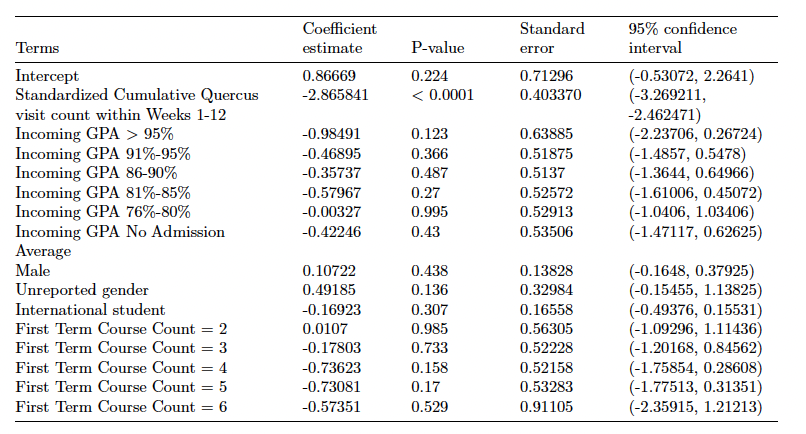 Coefficient Standard 95% confidence
Terms estimate P-value error interval
Intercept 0.86669 0.224 0.71296 (-0.53072, 2.2641)
Standardized Cumulative Quercus -2.865841 < 0.0001 0.403370 (-3.269211,
visit count within Weeks 1-12 -2.462471)
Incoming GPA > 95% -0.98491 0.123 0.63885 (-2.23706, 0.26724)
Incoming GPA 91%-95% -0.46895 0.366 0.51875 (-1.4857, 0.5478)
Incoming GPA 86-90% -0.35737 0.487 0.5137 (-1.3644, 0.64966)
Incoming GPA 81%-85% -0.57967 0.27 0.52572 (-1.61006, 0.45072)
Incoming GPA 76%-80% -0.00327 0.995 0.52913 (-1.0406, 1.03406)
Incoming GPA No Admission -0.42246 0.43 0.53506 (-1.47117, 0.62625)
Average
Male 0.10722 0.438 0.13828 (-0.1648, 0.37925)
Unreported gender 0.49185 0.136 0.32984 (-0.15455, 1.13825)
International student -0.16923 0.307 0.16558 (-0.49376, 0.15531)
First Term Course Count = 2 0.0107 0.985 0.56305 (-1.09296, 1.11436)
First Term Course Count = 3 -0.17803 0.733 0.52228 (-1.20168, 0.84562)
First Term Course Count = 4 -0.73623 0.158 0.52158 (-1.75854, 0.28608)
First Term Course Count = 5 -0.73081 0.17 0.53283 (-1.77513, 0.31351)
First Term Course Count = 6 -0.57351 0.529 0.91105 (-2.35915, 1.21213)